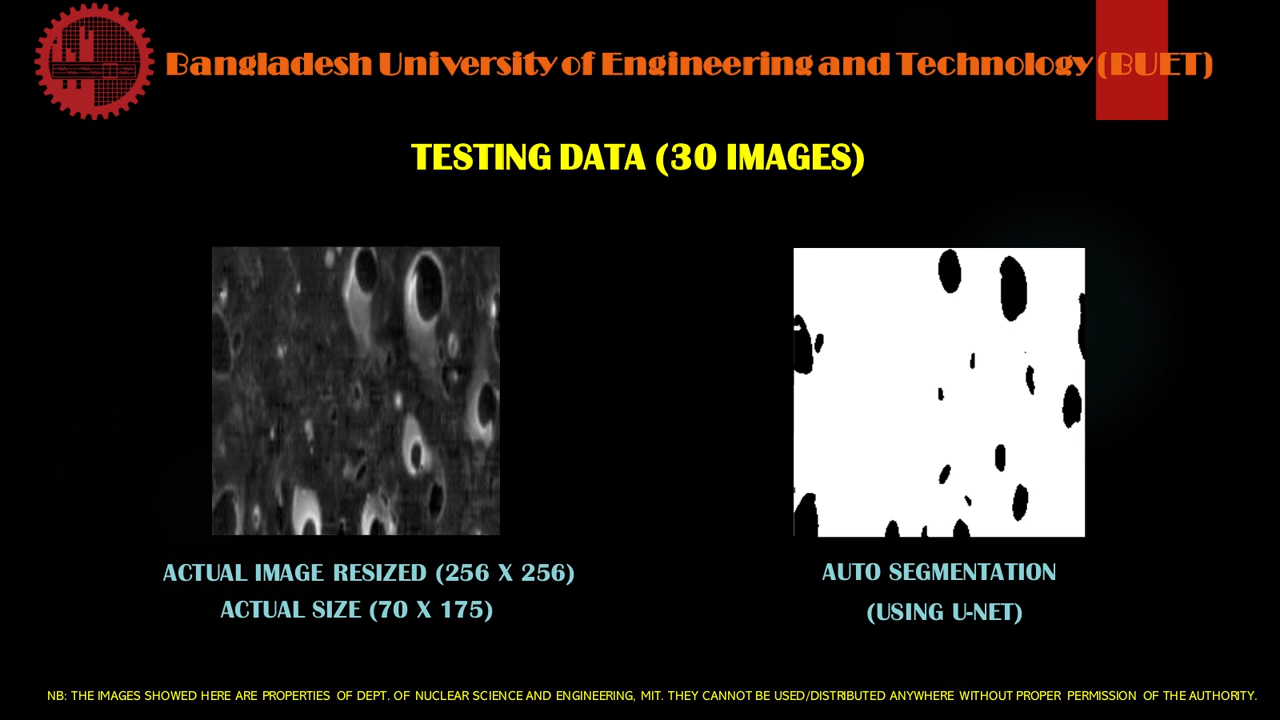 Bangladesh University of Engineering and Technology (BUET)
TESTING DATA (30 IMAGES)
ACTUAL IMAGE RESIZED (256 X 256)
ACTUAL SIZE (70 X 175)
AUTO SEGMENTATION
(USING U-NET)
NB: THE IMAGES SHOWED HERE ARE PROPERTIES OF DEPT. OF NUCLEAR SCIENCE AND ENGINEERING, MIT. THEY CANNOT BE USED/DISTRIBUTED ANYWHERE WITHOUT PROPER PERMISSION OF THE AUTHORITY.